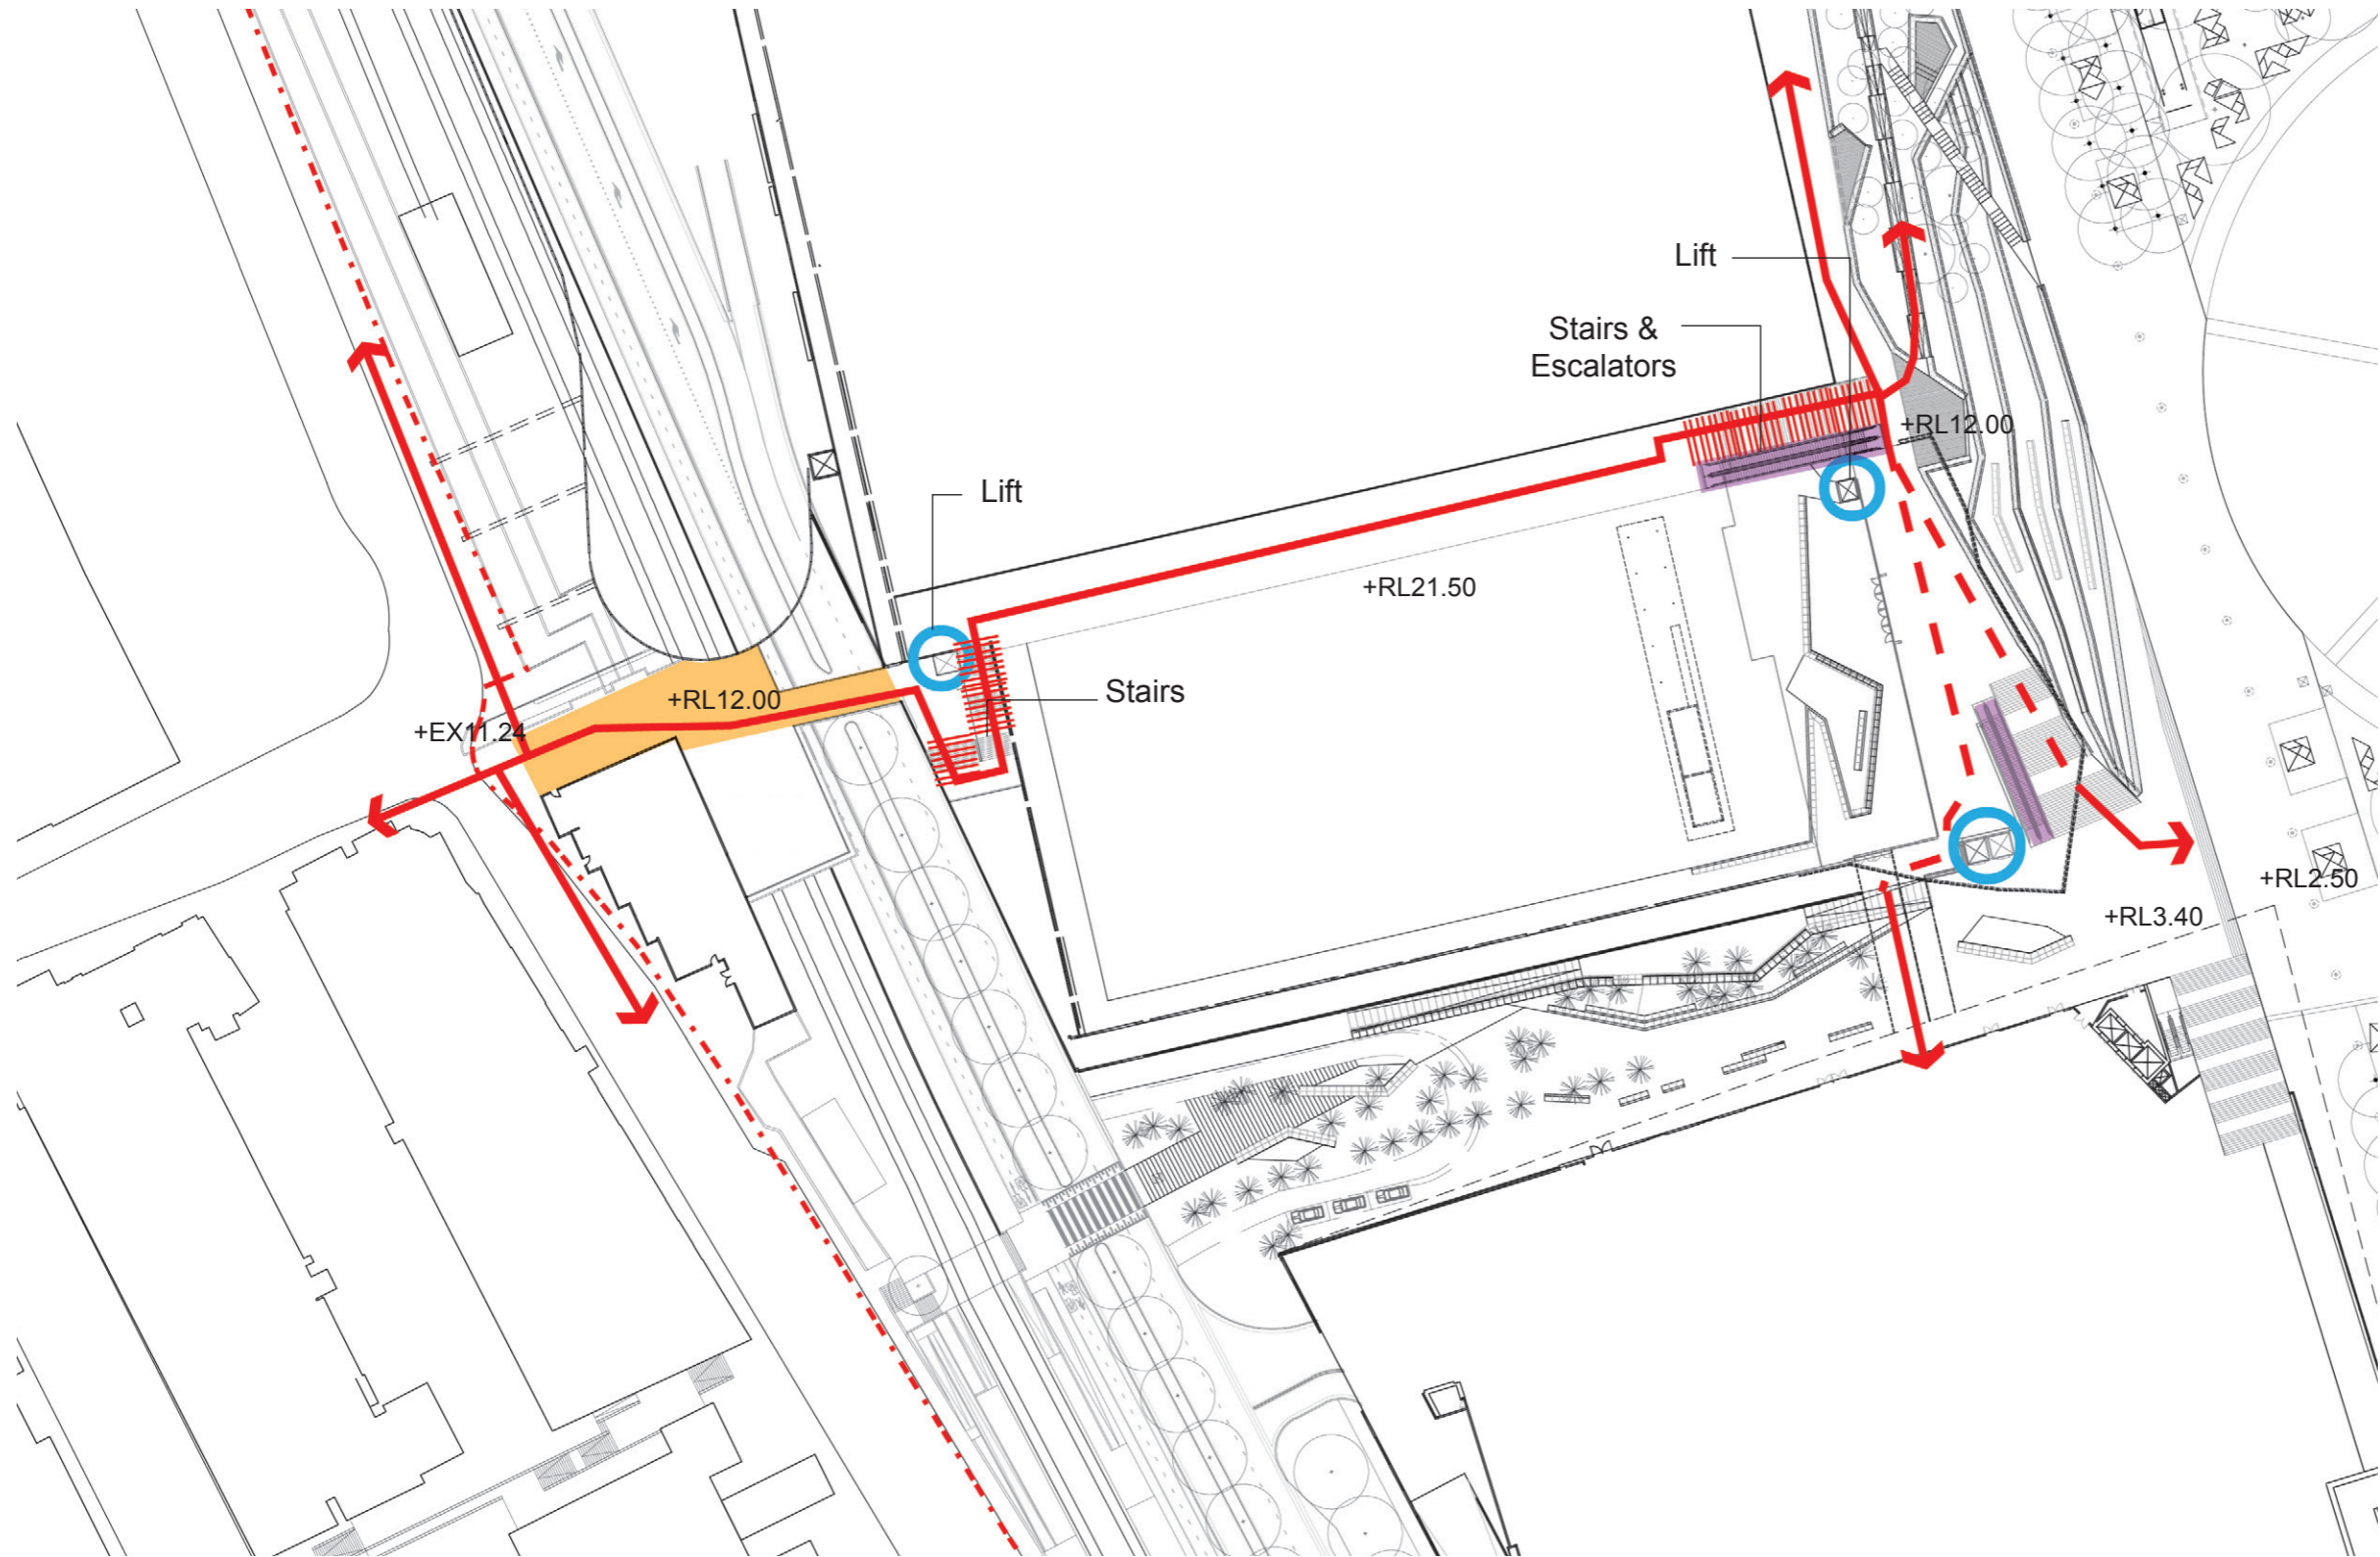 Lift
Stairs &
Escalators
+RL12.00
Lift
+RL21.50
Stairs
+RL12.00
+EX11.24
+RL2.50
+RL3.40